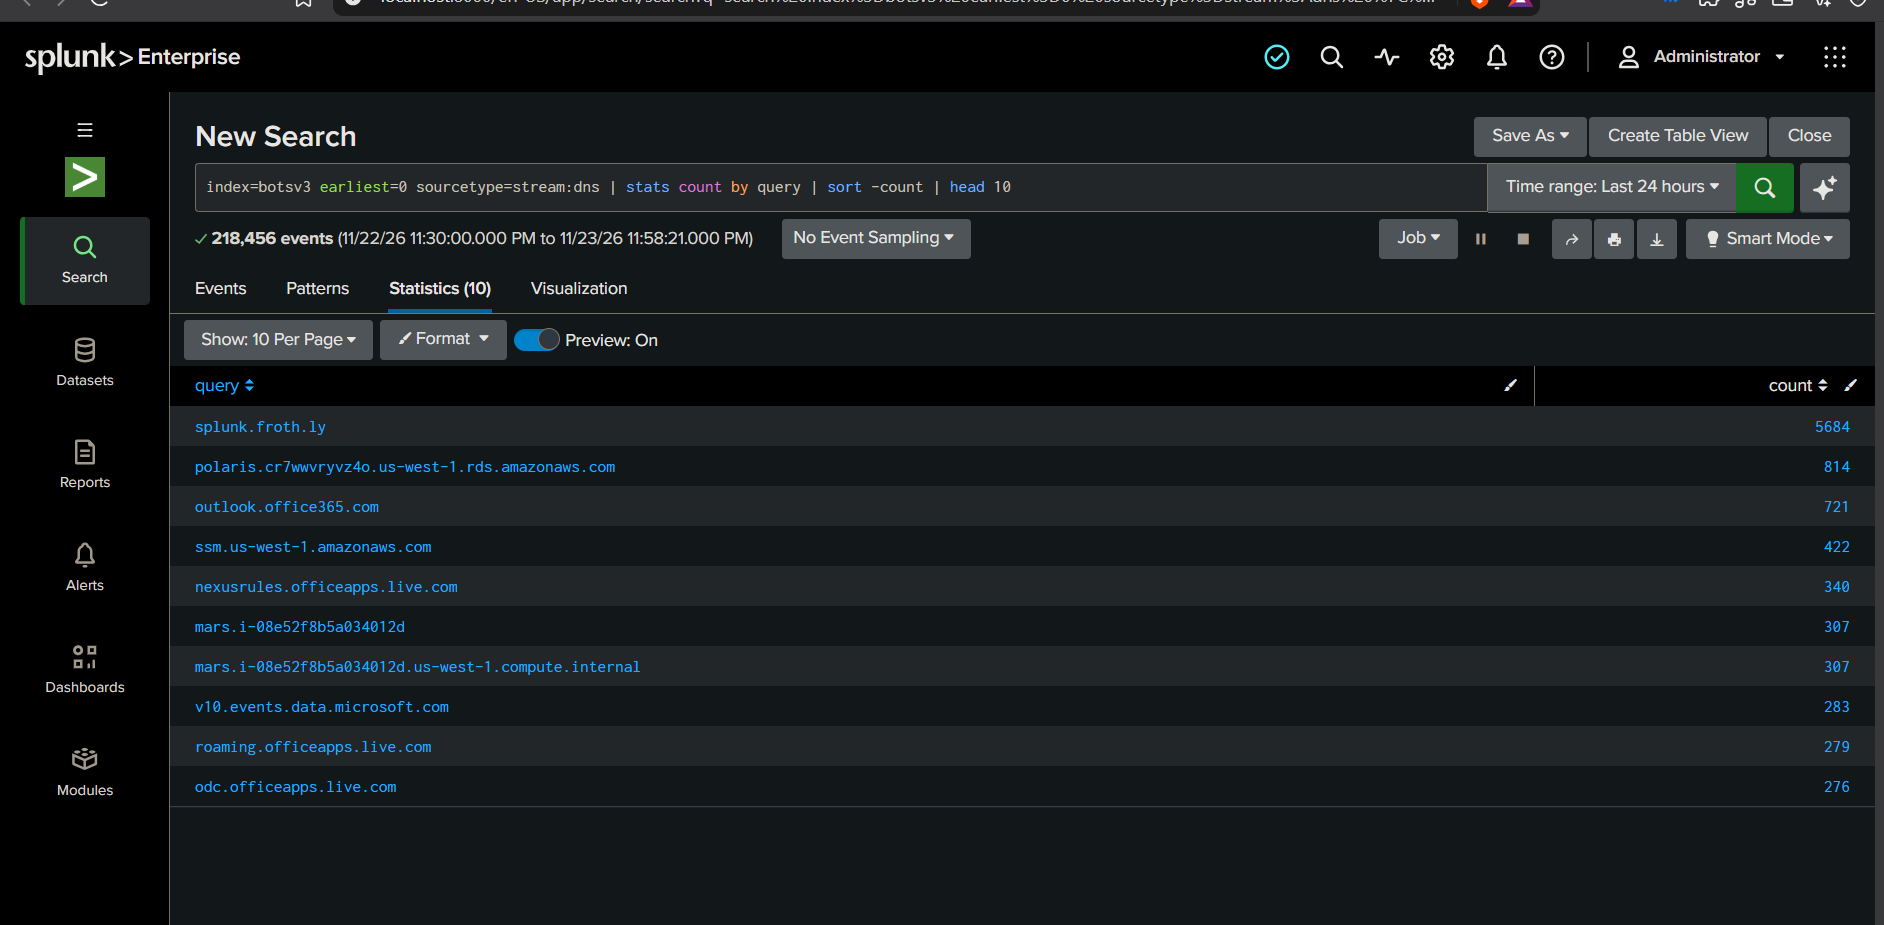 splunk>Enterprise
Administrator
New Search
Save As
Create Table View
Close
index=botsv3 earliest=0 sourcetype=stream:dns | stats count by query | sort -count | head 10
Time range: Last 24 hours
218,456 events (11/22/26 11:30:00.000 PM to 11/23/26 11:58:21.000 PM)
No Event Sampling
Job
Smart Mode
Search
Datasets
Reports
Alerts
Dashboards
Modules
Events
Patterns
Statistics (10)
Visualization
Show: 10 Per Page
Format
Preview: On
query count
splunk.froth.ly 5684
polaris.cr7wwvryvz4o.us-west-1.rds.amazonaws.com 814
outlook.office365.com 721
ssm.us-west-1.amazonaws.com 422
nexusrules.officeapps.live.com 340
mars.i-08e52f8b5a034012d 307
mars.i-08e52f8b5a034012d.us-west-1.compute.internal 307
v10.events.data.microsoft.com 283
roaming.officeapps.live.com 279
odc.officeapps.live.com 276